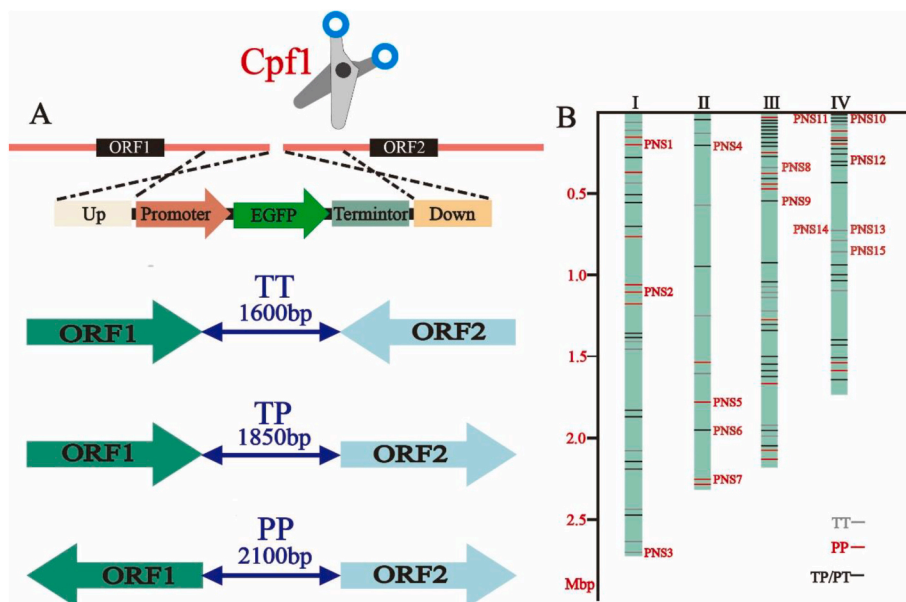 Cpf1
A
ORF1
ORF2
Up
Promoter
EGFP
Termintor
Down
TT
1600bp
ORF1
ORF2
TP
1850bp
ORF1
ORF2
PP
2100bp
ORF1
ORF2
B
I
II
III
IV
PNS11
PNS10
PNS1
PNS4
PNS12
PNS8
0.5
PNS9
PNS14
PNS13
PNS15
1.0
PNS2
1.5
PNS5
PNS6
2.0
PNS7
2.5
TT
PP
PNS3
Mbp
TP/PT